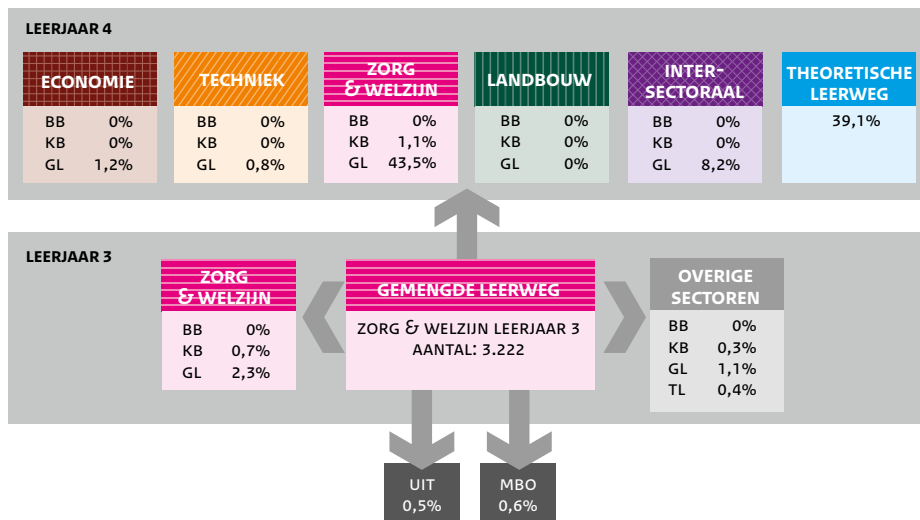 LEERJAAR 4
ECONOMIE
BB 0%
KB 0%
GL 1,2%
TECHNIEK
BB 0%
KB 0%
GL 0,8%
ZORG
& WELZIJN
BB 0%
KB 1,1%
GL 43,5%
LANDBOUW
BB 0%
KB 0%
GL 0%
INTER-
SECTORAAL
BB 0%
KB 0%
GL 8,2%
THEORETISCHE
LEERWEG
39,1%
LEERJAAR 3
ZORG
& WELZIJN
BB 0%
KB 0,7%
GL 2,3%
GEMENGDE LEERWEG
ZORG & WELZIJN LEERJAAR 3
AANTAL: 3.222
OVERIGE
SECTOREN
BB 0%
KB 0,3%
GL 1,1%
TL 0,4%
UIT
0,5%
MBO
0,6%